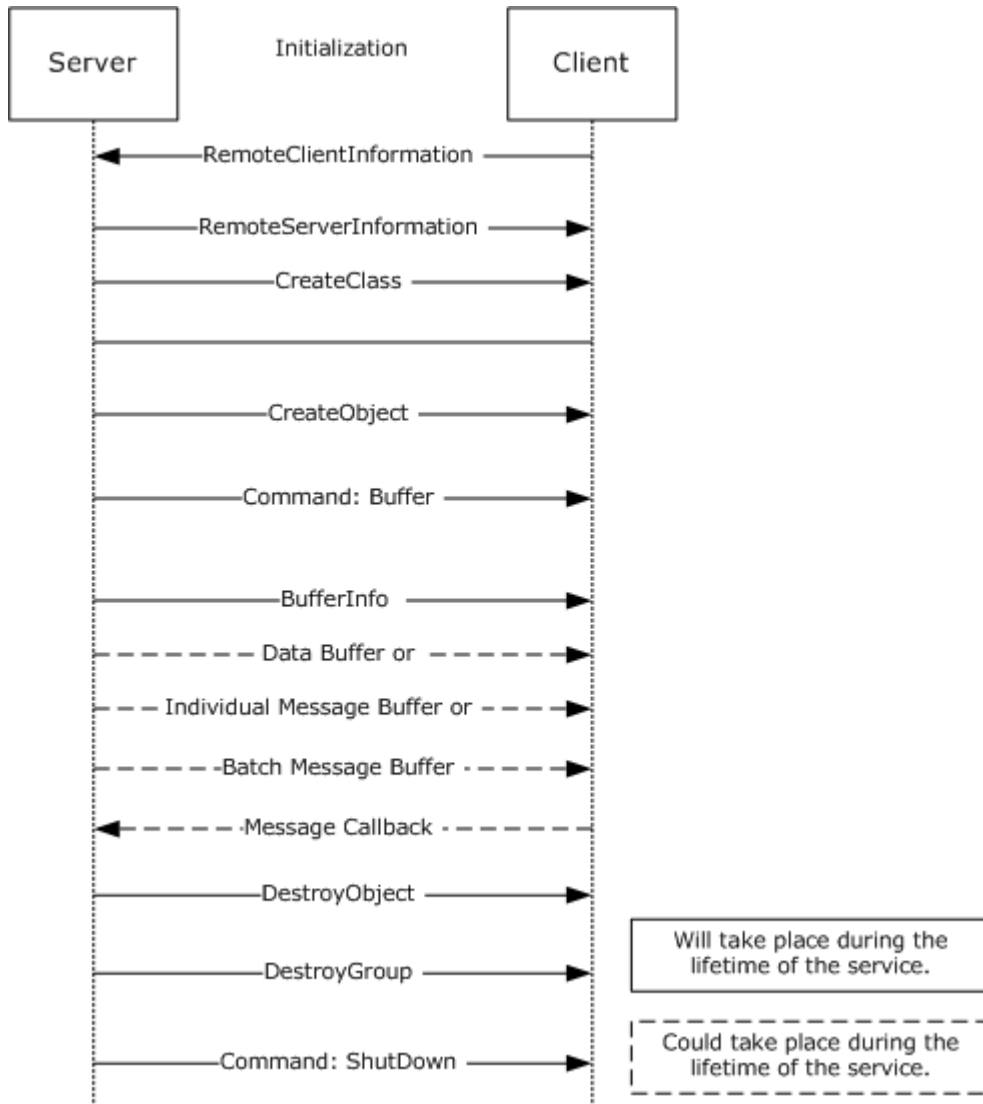 Server
Initialization
Client
RemoteClientInformation
RemoteServerInformation
CreateClass
CreateObject
Command: Buffer
BufferInfo
Data Buffer or
Individual Message Buffer or
Batch Message Buffer
Message Callback
DestroyObject
DestroyGroup
Command: ShutDown
Will take place during the
lifetime of the service.
Could take place during the
lifetime of the service.